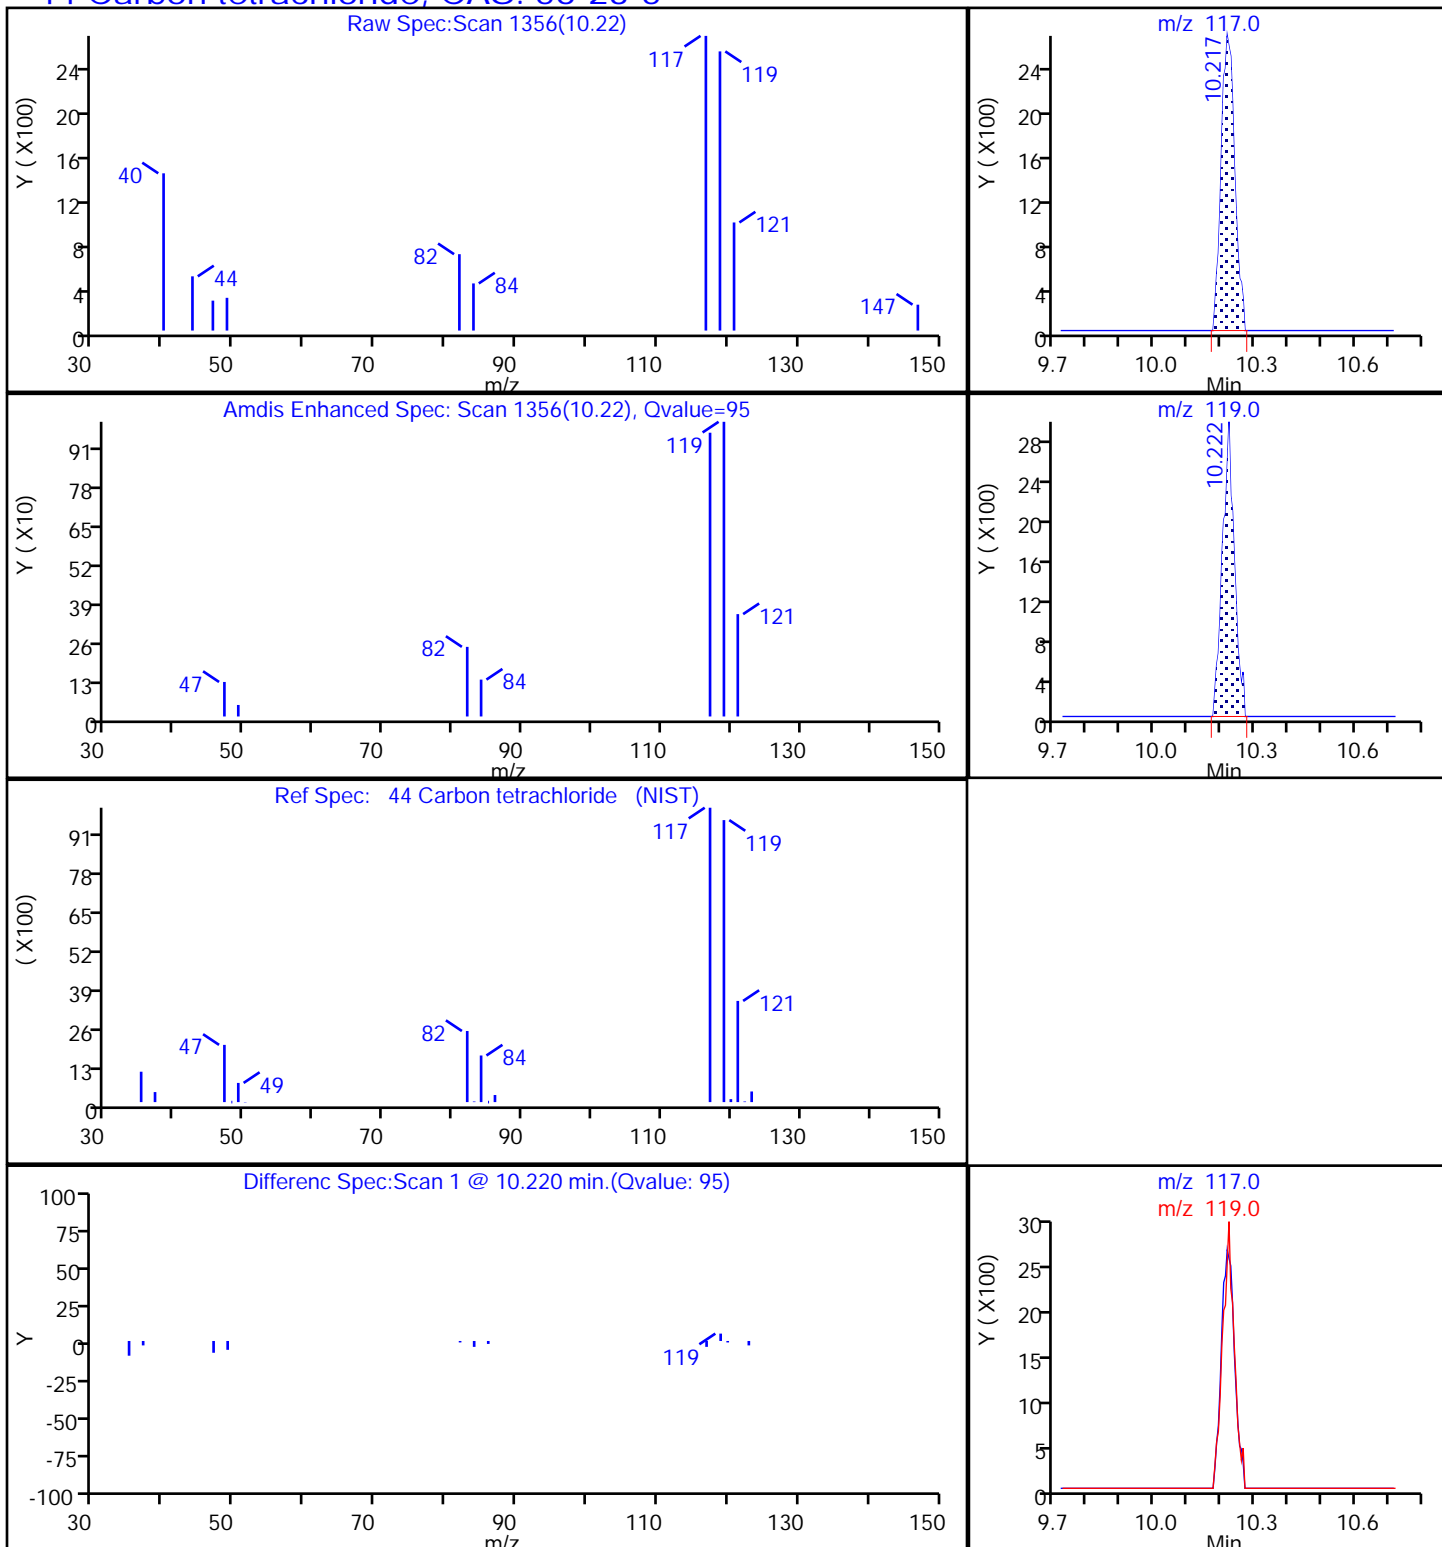 Raw Spec:Scan 1356(10.22)
Y ( X100)
24
20
16
12
8
4
0
40
44
82
84
117
119
121
147
30 50 70 90 110 130 150
m/z
m/z 117.0
Y ( X100)
24
20
16
12
8
4
0
10.217
9.7 10.0 10.3 10.6
Min
Amdis Enhanced Spec: Scan 1356(10.22), Qvalue=95
Y ( X10)
91
78
65
52
39
26
13
0
47
82
84
119
121
30 50 70 90 110 130 150
m/z
m/z 119.0
Y ( X100)
28
24
20
16
12
8
4
0
10.222
9.7 10.0 10.3 10.6
Min
Ref Spec: 44 Carbon tetrachloride (NIST)
( X100)
91
78
65
52
39
26
13
0
47
49
82
84
117
119
121
30 50 70 90 110 130 150
Differenc Spec:Scan 1 @ 10.220 min.(Qvalue: 95)
Y
100
75
50
25
0
-25
-50
-75
-100
119
30 50 70 90 110 130 150
m/z
m/z 117.0
m/z 119.0
Y ( X100)
30
25
20
15
10
5
0
9.7 10.0 10.3 10.6
Min